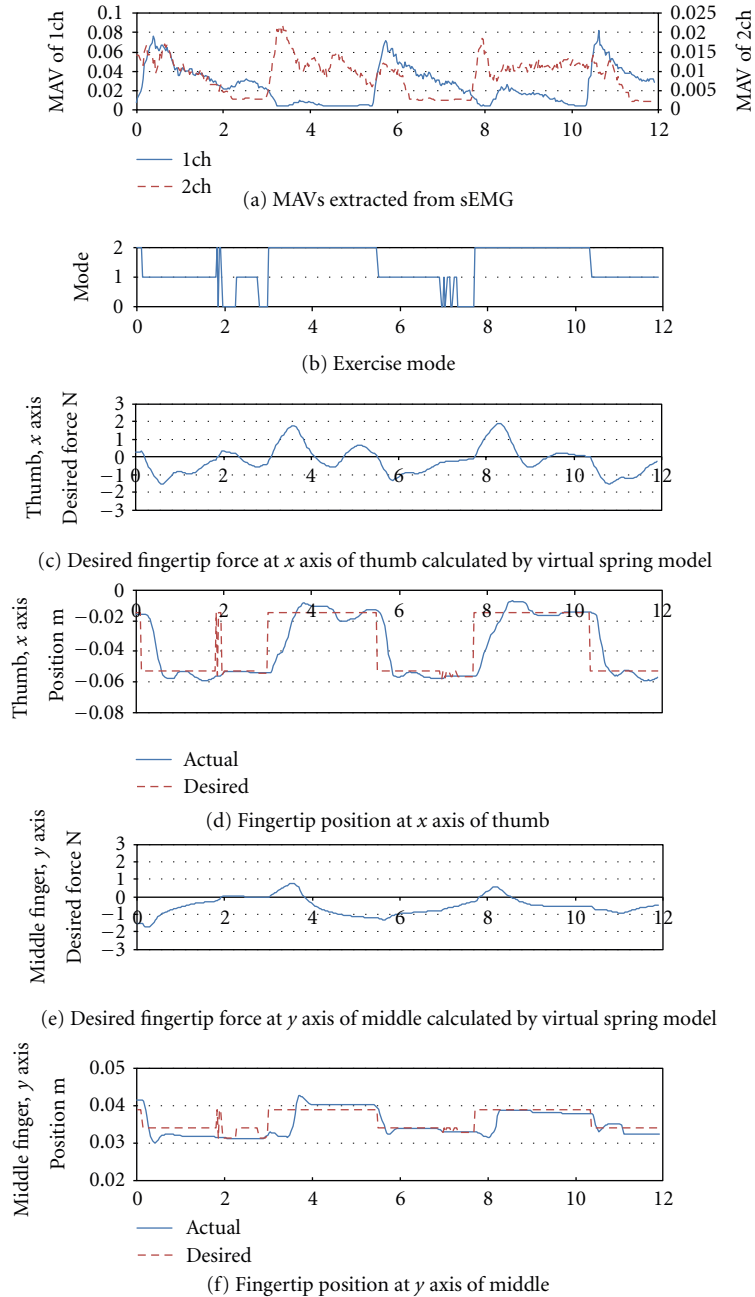 0.1
0.08
0.06
0.04
0.02
0
0.025
0.02
0.015
0.01
0.005
0
MAV of 1ch
MAV of 2ch
0 2 4 6 8 10 12
1ch
2ch
(a) MAVs extracted from sEMG
2
1
0
Mode
0 2 4 6 8 10 12
(b) Exercise mode
3
2
1
0
−1
−2
−3
Thumb, x axis
Desired force N
0 2 4 6 8 10 12
(c) Desired fingertip force at x axis of thumb calculated by virtual spring model
0
−0.02
−0.04
−0.06
−0.08
Thumb, x axis
Position m
0 2 4 6 8 10 12
Actual
Desired
(d) Fingertip position at x axis of thumb
3
2
1
0
−1
−2
−3
Middle finger, y axis
Desired force N
0 2 4 6 8 10 12
(e) Desired fingertip force at y axis of middle calculated by virtual spring model
0.05
0.04
0.03
0.02
Middle finger, y axis
Position m
0 2 4 6 8 10 12
Actual
Desired
(f) Fingertip position at y axis of middle